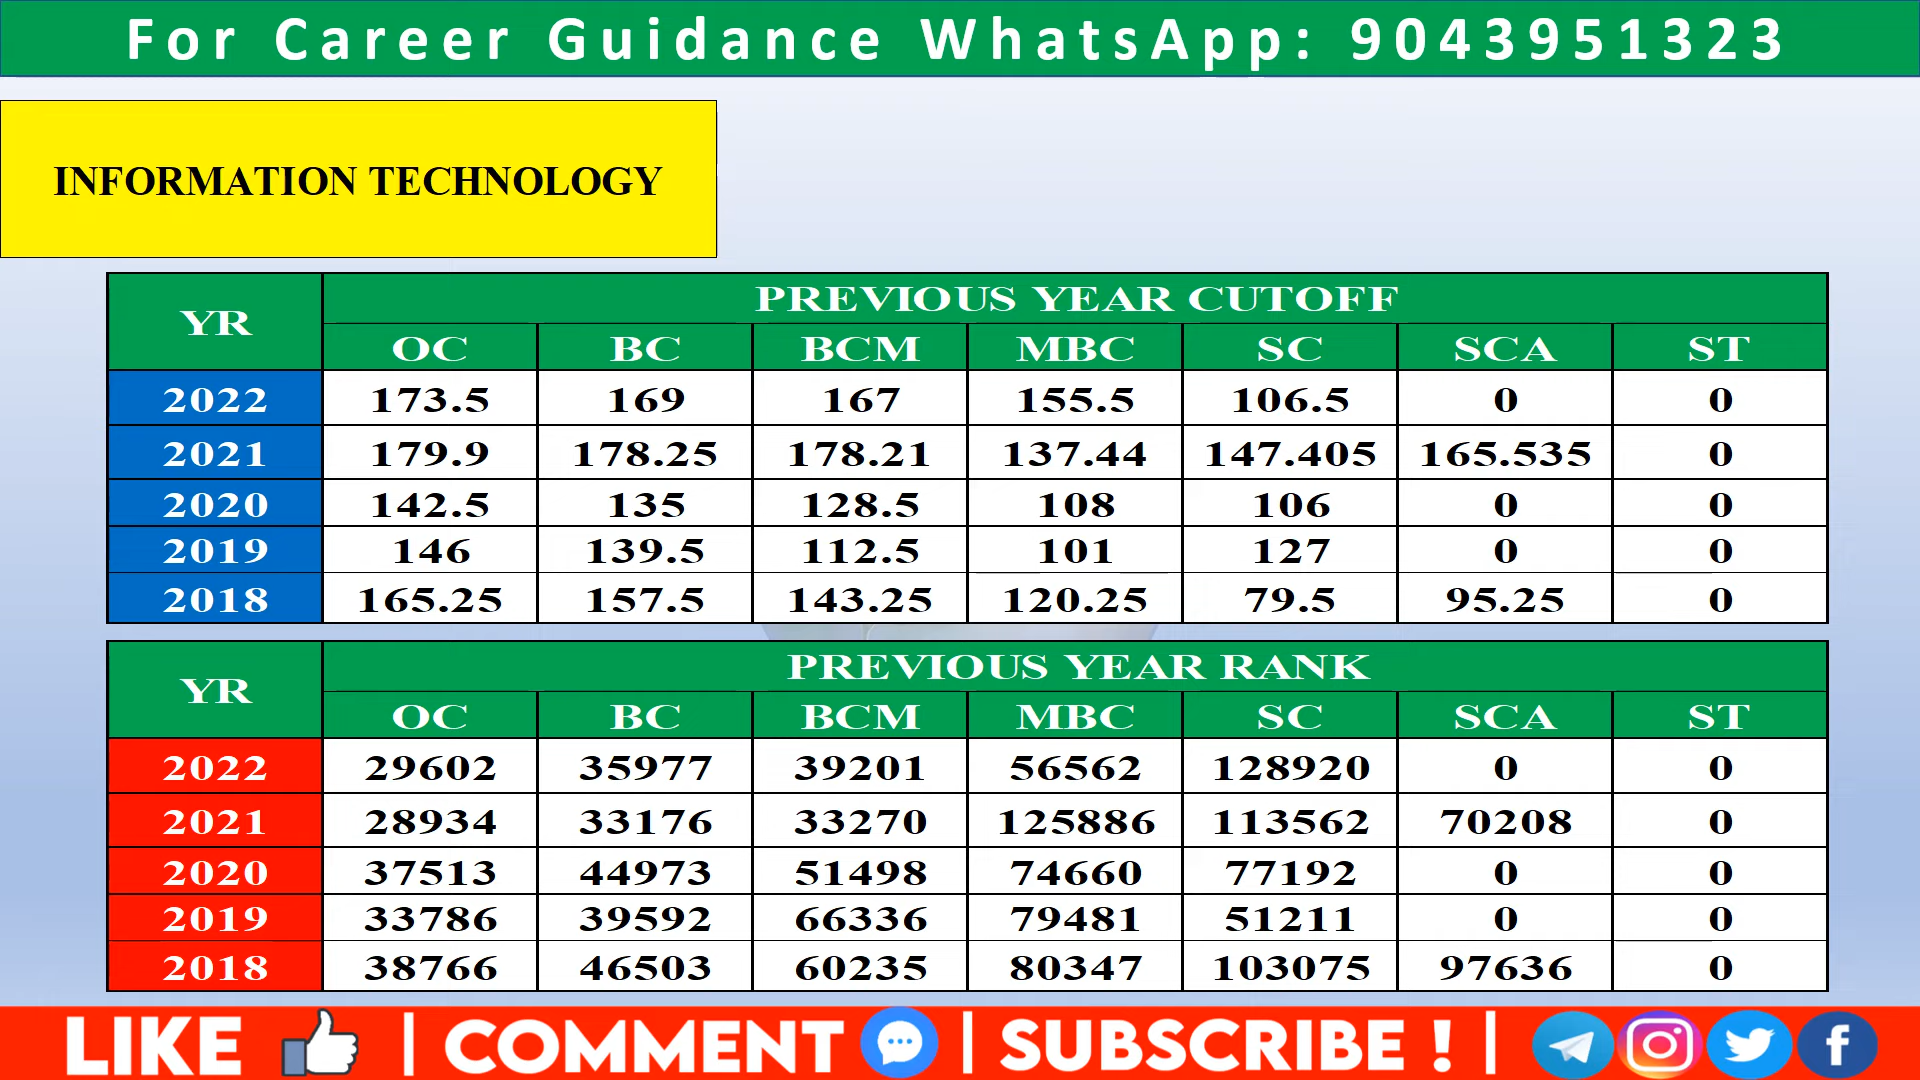 For Career Guidance WhatsApp: 9043951323
INFORMATION TECHNOLOGY
YR PREVIOUS YEAR CUTOFF
OC BC BCM MBC SC SCA ST
2022 173.5 169 167 155.5 106.5 0 0
2021 179.9 178.25 178.21 137.44 147.405 165.535 0
2020 142.5 135 128.5 108 106 0 0
2019 146 139.5 112.5 101 127 0 0
2018 165.25 157.5 143.25 120.25 79.5 95.25 0
YR PREVIOUS YEAR RANK
OC BC BCM MBC SC SCA ST
2022 29602 35977 39201 56562 128920 0 0
2021 28934 33176 33270 125886 113562 70208 0
2020 37513 44973 51498 74660 77192 0 0
2019 33786 39592 66336 79481 51211 0 0
2018 38766 46503 60235 80347 103075 97636 0
LIKE | COMMENT | SUBSCRIBE ! |